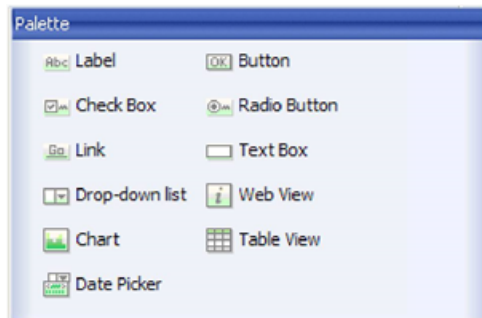 Palette
Abc Label
OK Button
Check Box
Radio Button
Go Link
Text Box
Drop-down list
i Web View
Chart
Table View
Date Picker